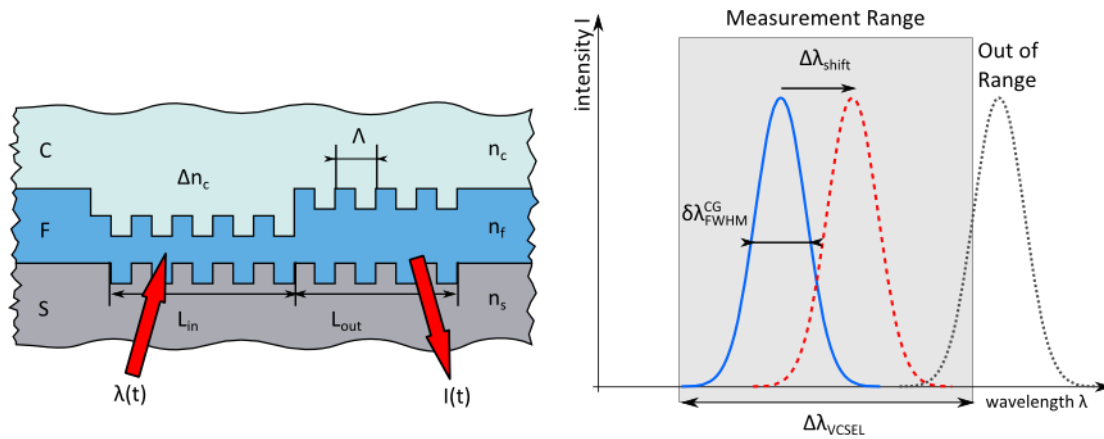 C
Λ
n_c
Δn_c
F
n_f
S
L_in
L_out
n_s
λ(t)
I(t)
Measurement Range
intensity I
Δλ_shift
Out of
Range
δλ^CG_FWHM
wavelength λ
Δλ_VCSEL